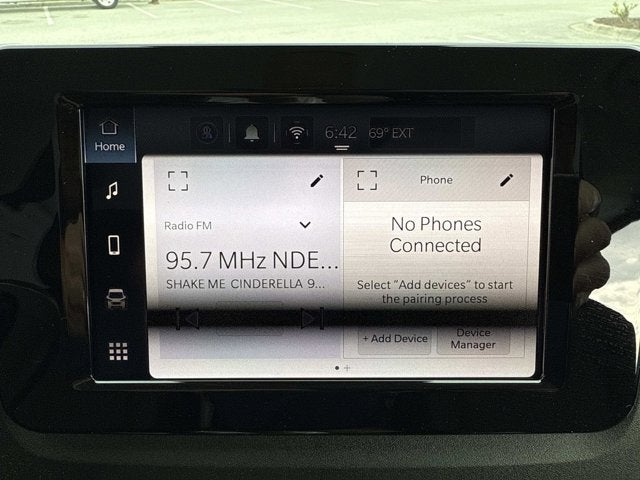 Home
6:42 69° EXT
Phone
Radio FM
95.7 MHz NDE...
SHAKE ME CINDERELLA 9...
No Phones
Connected
Select "Add devices" to start
the pairing process
+ Add Device
Device
Manager